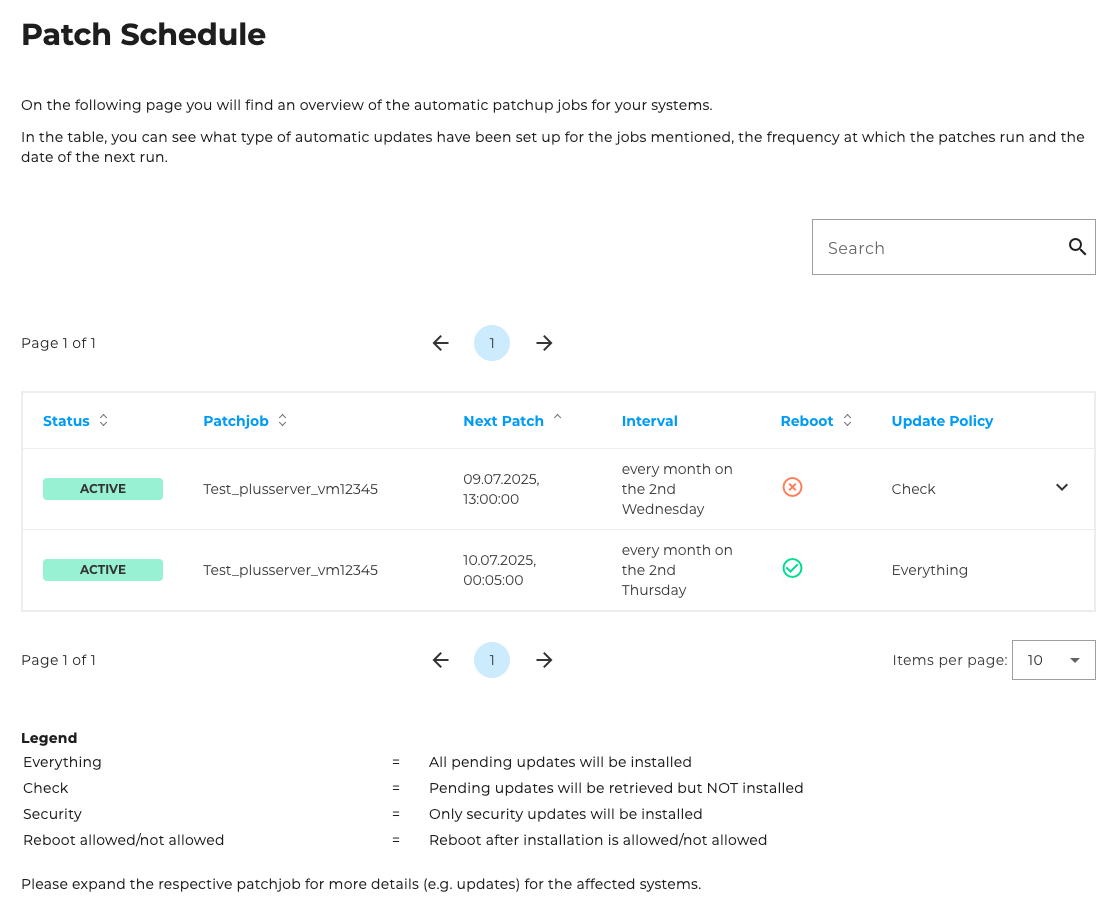 Patch Schedule
On the following page you will find an overview of the automatic patchup jobs for your systems.
In the table, you can see what type of automatic updates have been set up for the jobs mentioned, the frequency at which the patches run and the
date of the next run.
Search
Page 1 of 1
1
Status Patchjob Next Patch Interval Reboot Update Policy
ACTIVE Test_plusserver_vm12345 09.07.2025, 13:00:00 every month on the 2nd Wednesday Check
ACTIVE Test_plusserver_vm12345 10.07.2025, 00:05:00 every month on the 2nd Thursday Everything
Page 1 of 1
1
Items per page: 10
Legend
Everything = All pending updates will be installed
Check = Pending updates will be retrieved but NOT installed
Security = Only security updates will be installed
Reboot allowed/not allowed = Reboot after installation is allowed/not allowed
Please expand the respective patchjob for more details (e.g. updates) for the affected systems.